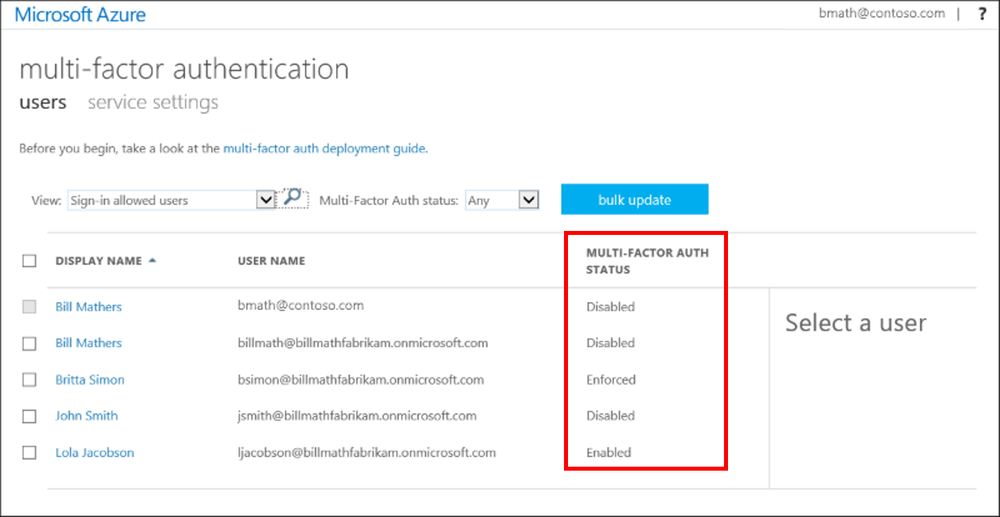 Microsoft Azure
bmath@contoso.com | ?
multi-factor authentication
users service settings
Before you begin, take a look at the multi-factor auth deployment guide.
View: Sign-in allowed users Multi-Factor Auth status: Any bulk update
DISPLAY NAME USER NAME MULTI-FACTOR AUTH
STATUS
Bill Mathers bmath@contoso.com Disabled
Select a user
Bill Mathers billmath@billmathfabrikam.onmicrosoft.com Disabled
Britta Simon bsimon@billmathfabrikam.onmicrosoft.com Enforced
John Smith jsmith@billmathfabrikam.onmicrosoft.com Disabled
Lola Jacobson ljacobson@billmathfabrikam.onmicrosoft.com Enabled